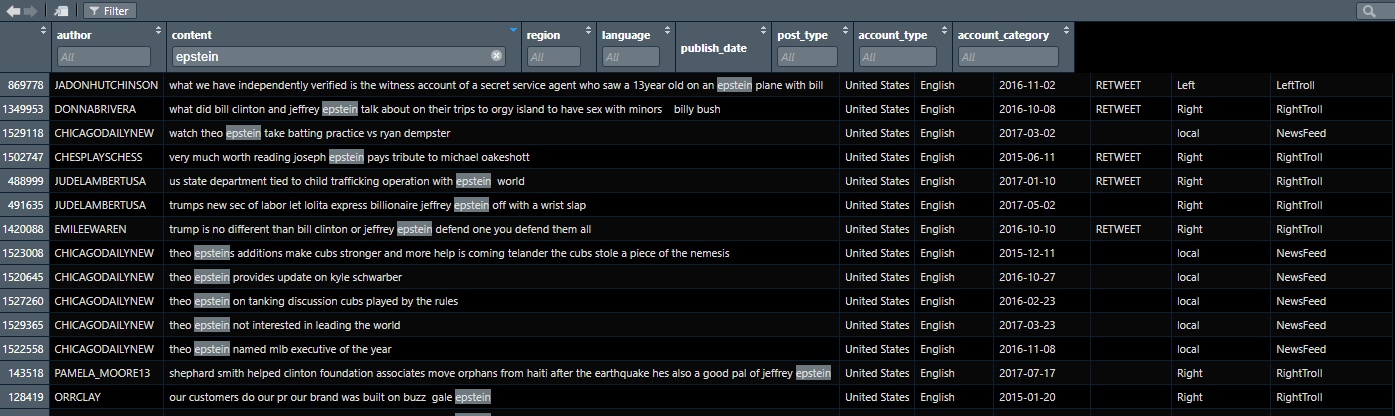 Filter
author content region language publish_date post_type account_type account_category
All epstein All All All All All
869778 JADONHUTCHINSON what we have independently verified is the witness account of a secret service agent who saw a 13year old on an epstein plane with bill United States English 2016-11-02 RETWEET Left LeftTroll
1349953 DONNABRIVERA what did bill clinton and jeffrey epstein talk about on their trips to orgy island to have sex with minors billy bush United States English 2016-10-08 RETWEET Right RightTroll
1529118 CHICAGODAILYNEW watch theo epstein take batting practice vs ryan dempster United States English 2017-03-02 local NewsFeed
1502747 CHESPLAYSCHESS very much worth reading joseph epstein pays tribute to michael oakeshott United States English 2015-06-11 RETWEET Right RightTroll
488999 JUDELAMBERTUSA us state department tied to child trafficking operation with epstein world United States English 2017-01-10 RETWEET Right RightTroll
491635 JUDELAMBERTUSA trumps new sec of labor let lolita express billionaire jeffrey epstein off with a wrist slap United States English 2017-05-02 Right RightTroll
1420088 EMILEEWAREN trump is no different than bill clinton or jeffrey epstein defend one you defend them all United States English 2016-10-10 RETWEET Right RightTroll
1523008 CHICAGODAILYNEW theo epsteins additions make cubs stronger and more help is coming telander the cubs stole a piece of the nemesis United States English 2015-12-11 local NewsFeed
1520645 CHICAGODAILYNEW theo epstein provides update on kyle schwarber United States English 2016-10-27 local NewsFeed
1527260 CHICAGODAILYNEW theo epstein on tanking discussion cubs played by the rules United States English 2016-02-23 local NewsFeed
1529365 CHICAGODAILYNEW theo epstein not interested in leading the world United States English 2017-03-23 local NewsFeed
1522558 CHICAGODAILYNEW theo epstein named mlb executive of the year United States English 2016-11-08 local NewsFeed
143518 PAMELA_MOORE13 shephard smith helped clinton foundation associates move orphans from haiti after the earthquake hes also a good pal of jeffrey epstein United States English 2017-07-17 Right RightTroll
128419 ORRCLAY our customers do our pr our brand was built on buzz gale epstein United States English 2015-01-20 Right RightTroll